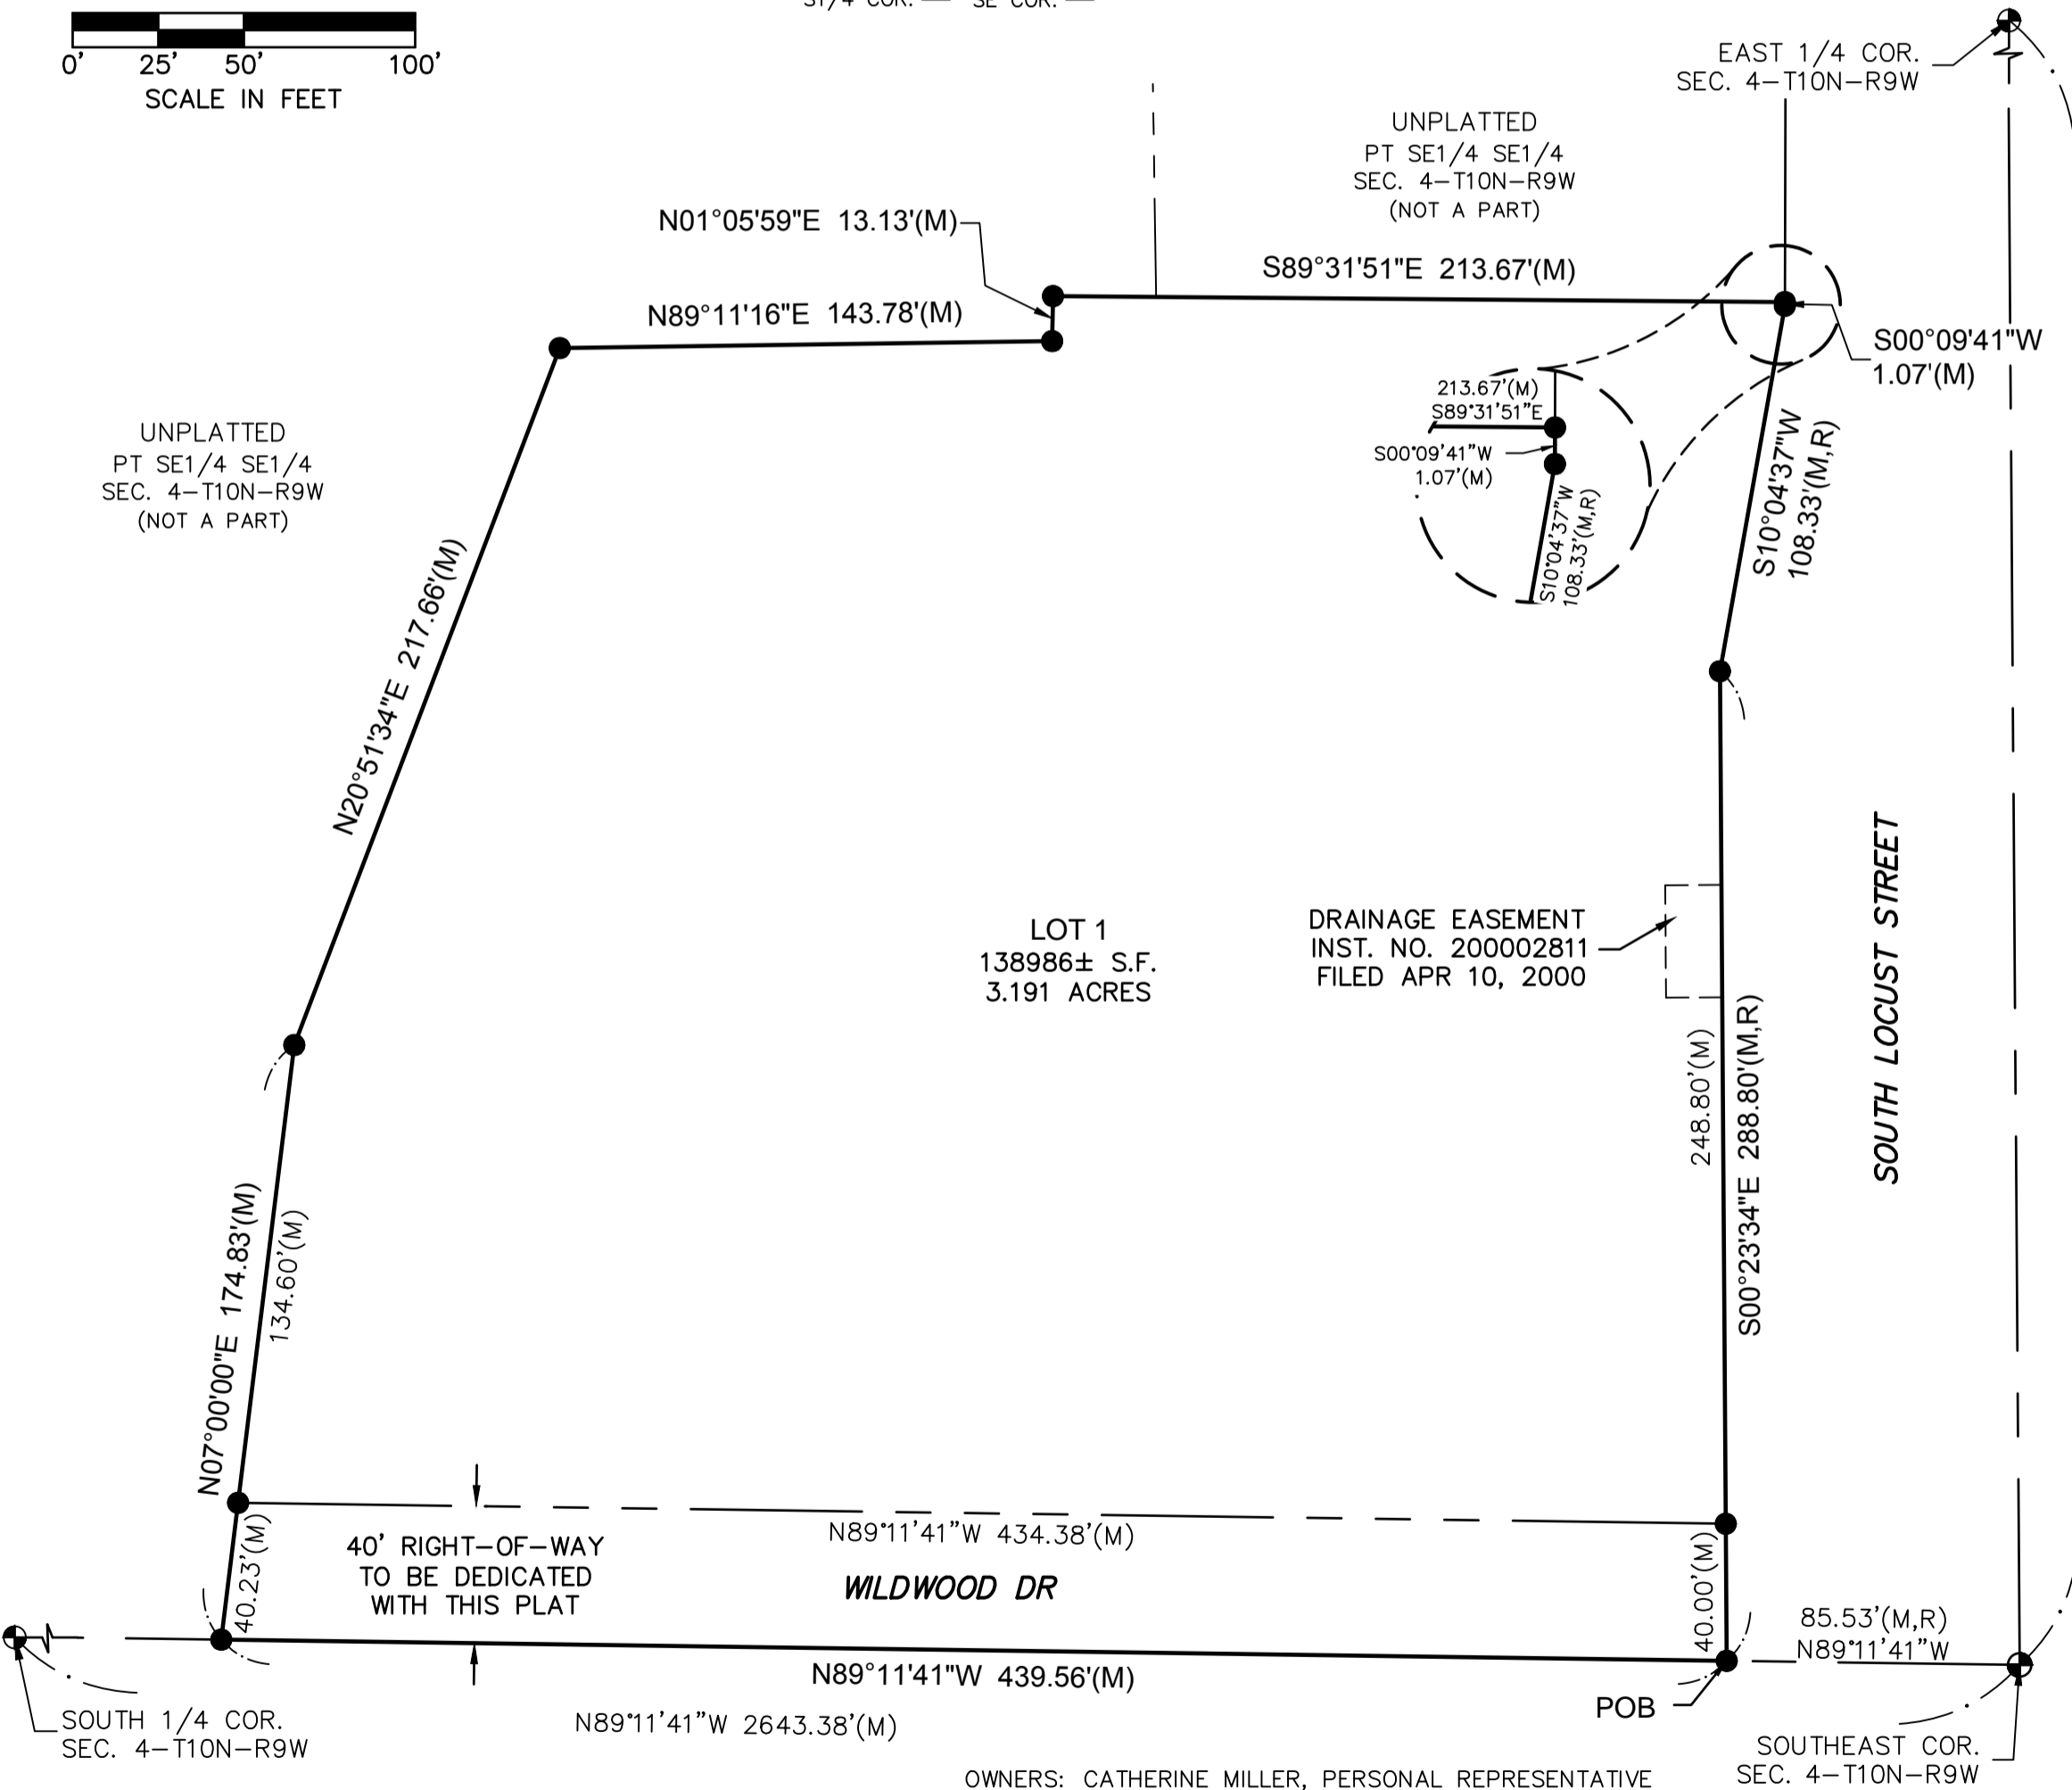 S1/4 COR. — SE COR. —
0' 25' 50' 100'
SCALE IN FEET
EAST 1/4 COR.
SEC. 4-T10N-R9W
UNPLATTED
PT SE1/4 SE1/4
SEC. 4-T10N-R9W
(NOT A PART)
N01°05'59"E 13.13'(M)
S89°31'51"E 213.67'(M)
N89°11'16"E 143.78'(M)
S00°09'41"W
1.07'(M)
213.67'(M)
S89°31'51"E
S00°09'41"W
1.07'(M)
S10°04'37"W
108.33'(M,R)
S10°04'37"W
108.33'(M,R)
UNPLATTED
PT SE1/4 SE1/4
SEC. 4-T10N-R9W
(NOT A PART)
N20°51'34"E 217.66'(M)
LOT 1
138986± S.F.
3.191 ACRES
DRAINAGE EASEMENT
INST. NO. 200002811
FILED APR 10, 2000
SOUTH LOCUST STREET
248.80'(M)
S00°23'34"E 288.80'(M,R)
N07°00'00"E 174.83'(M)
134.60'(M)
40.23'(M)
40' RIGHT-OF-WAY
TO BE DEDICATED
WITH THIS PLAT
N89°11'41"W 434.38'(M)
WILDWOOD DR
40.00'(M)
85.53'(M,R)
N89°11'41"W
N89°11'41"W 439.56'(M)
POB
SOUTH 1/4 COR.
SEC. 4-T10N-R9W
N89°11'41"W 2643.38'(M)
SOUTHEAST COR.
SEC. 4-T10N-R9W
OWNERS: CATHERINE MILLER, PERSONAL REPRESENTATIVE